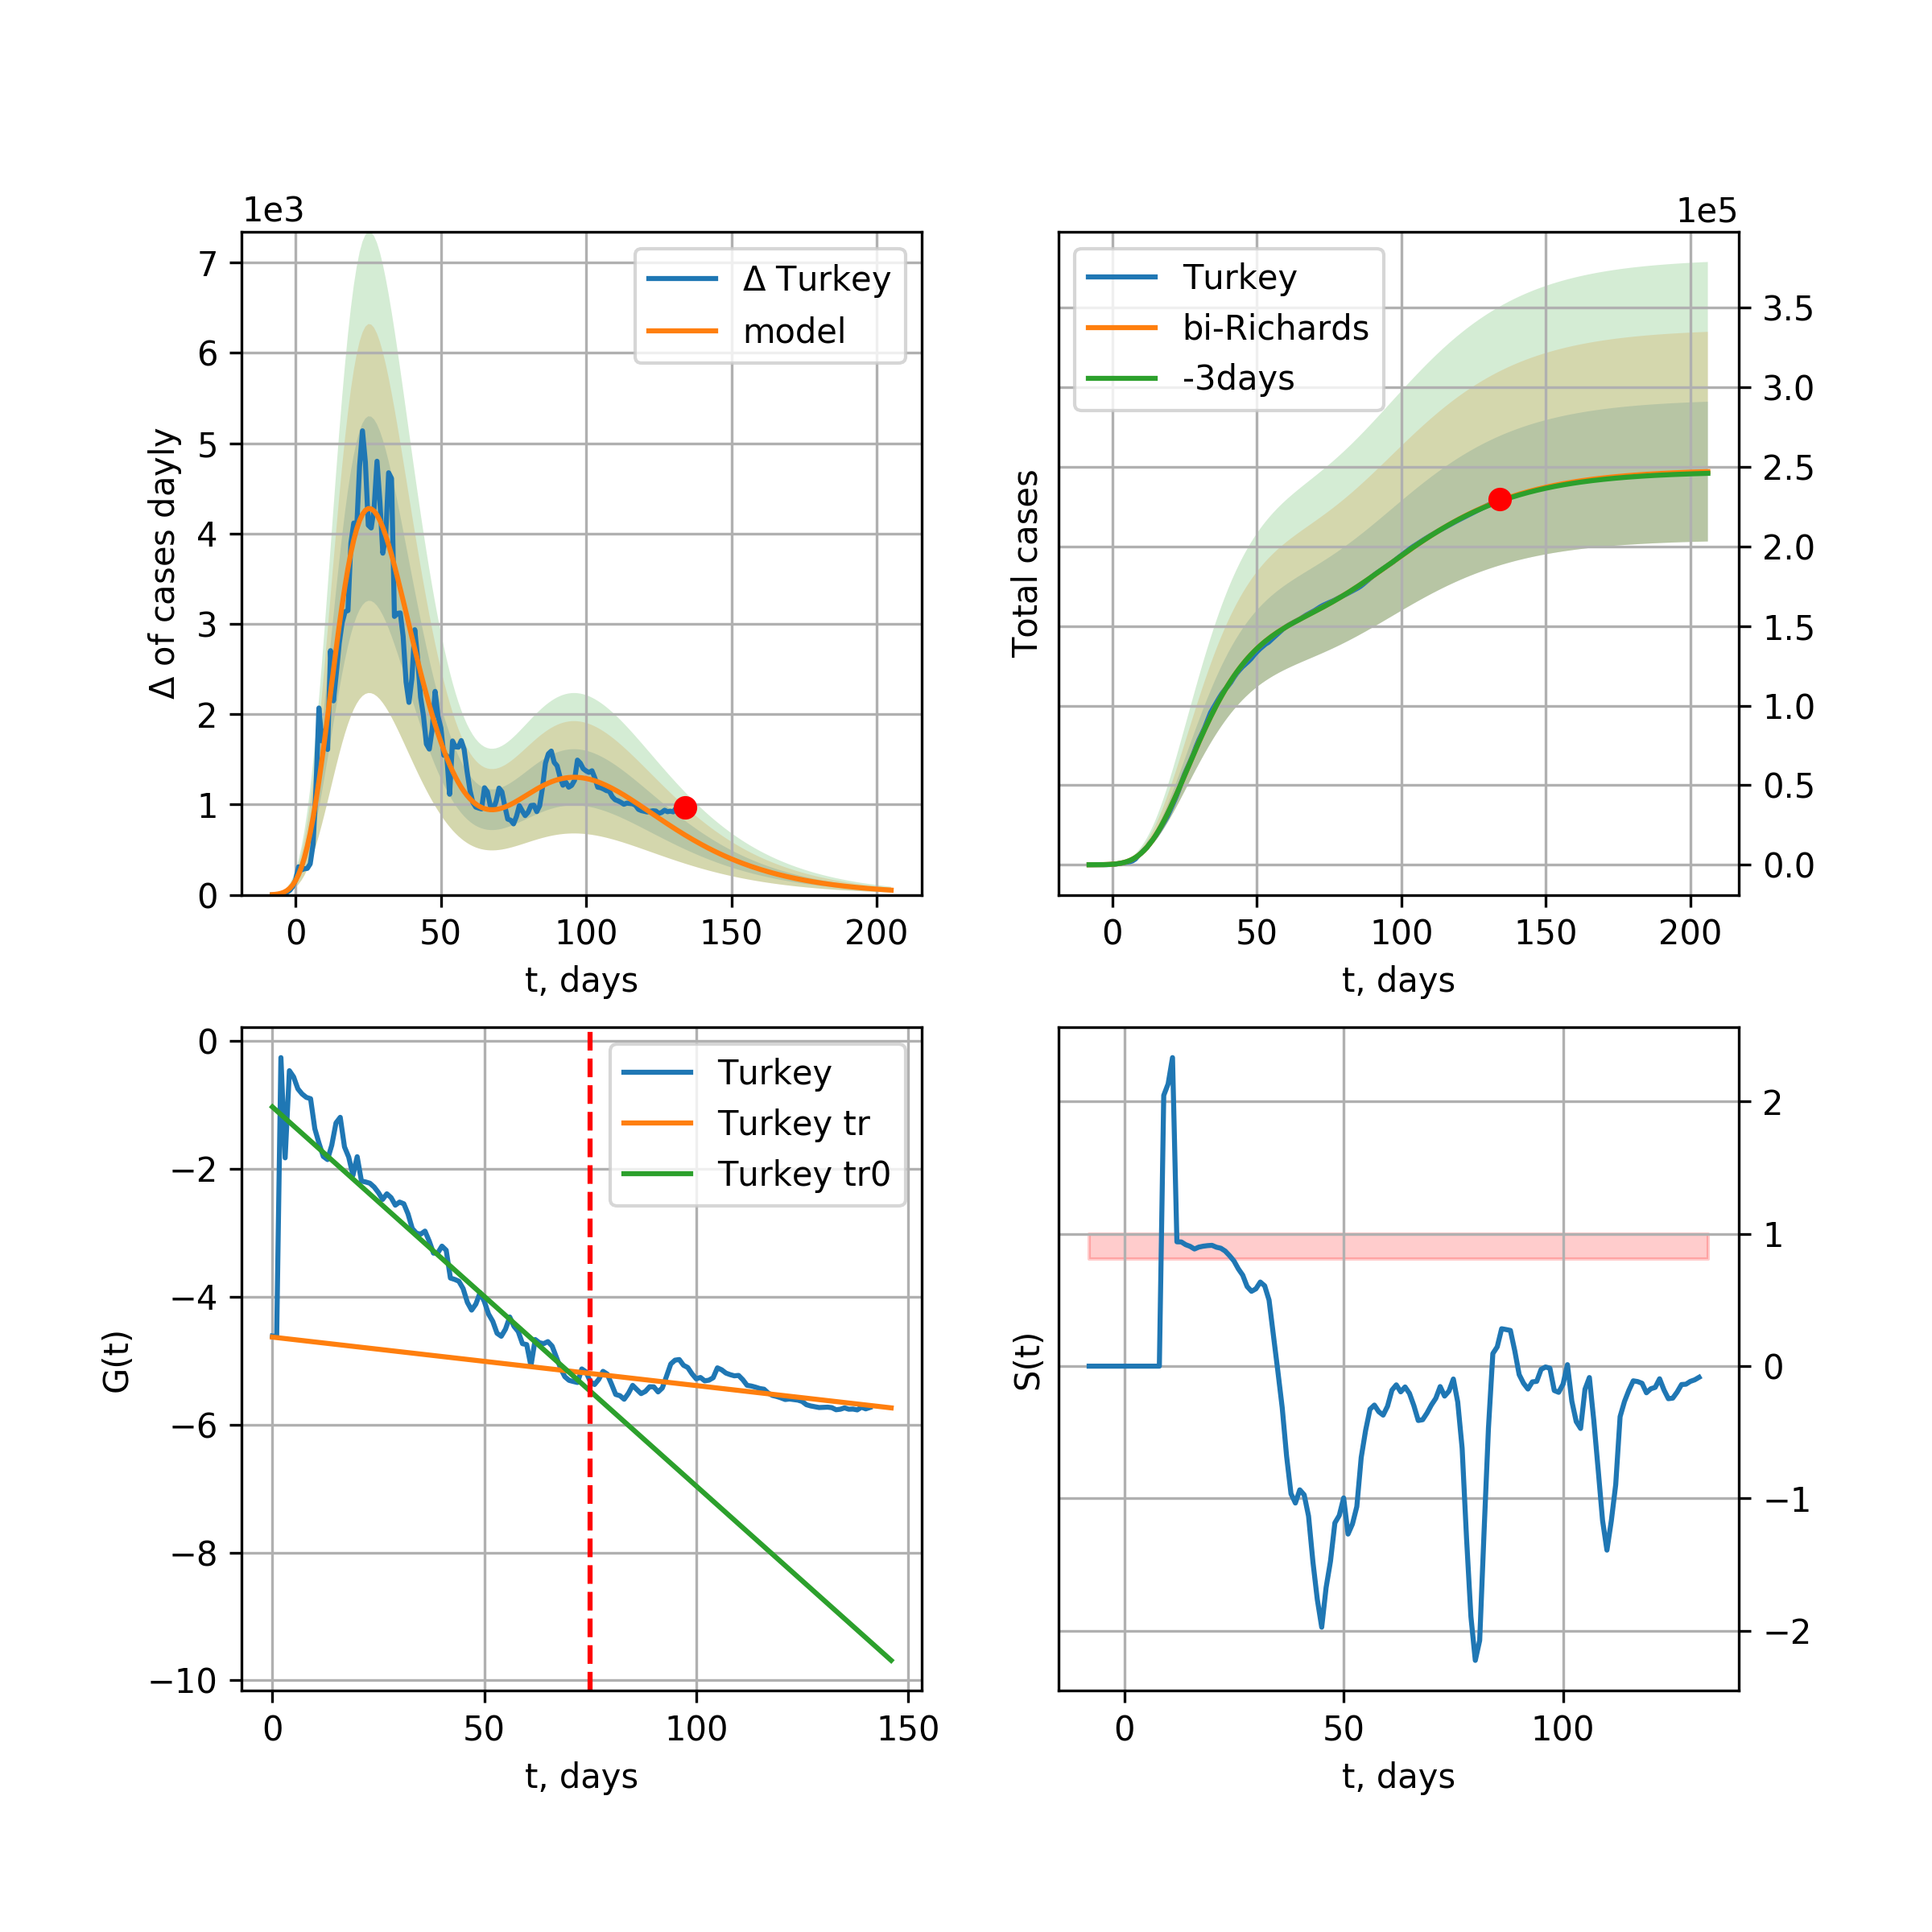 1e3
7
6
5
4
3
2
1
0
Δ of cases dayly
Δ Turkey
model
0 50 100 150 200
t, days
1e5
Turkey
bi-Richards
-3days
3.5
3.0
2.5
2.0
1.5
1.0
0.5
0.0
Total cases
0 50 100 150 200
t, days
0
−2
−4
−6
−8
−10
G(t)
Turkey
Turkey tr
Turkey tr0
0 50 100 150
t, days
2
1
0
−1
−2
S(t)
0 50 100
t, days